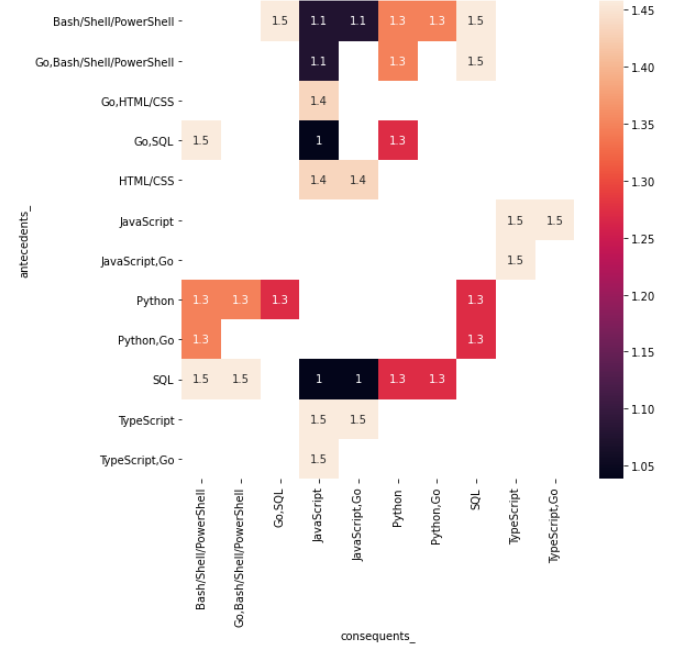 Bash/Shell/PowerShell 1.5 1.1 1.1 1.3 1.3 1.5
Go,Bash/Shell/PowerShell 1.1 1.3 1.5
Go,HTML/CSS 1.4
Go,SQL 1.5 1 1.3
HTML/CSS 1.4 1.4
JavaScript 1.5 1.5
JavaScript,Go 1.5
Python 1.3 1.3 1.3 1.3
Python,Go 1.3 1.3
SQL 1.5 1.5 1 1 1.3 1.3
TypeScript 1.5 1.5
TypeScript,Go 1.5
antecedents_
Bash/Shell/PowerShell
Go,Bash/Shell/PowerShell
Go,SQL
JavaScript
JavaScript,Go
Python
Python,Go
SQL
TypeScript
TypeScript,Go
consequents_
1.45
1.40
1.35
1.30
1.25
1.20
1.15
1.10
1.05